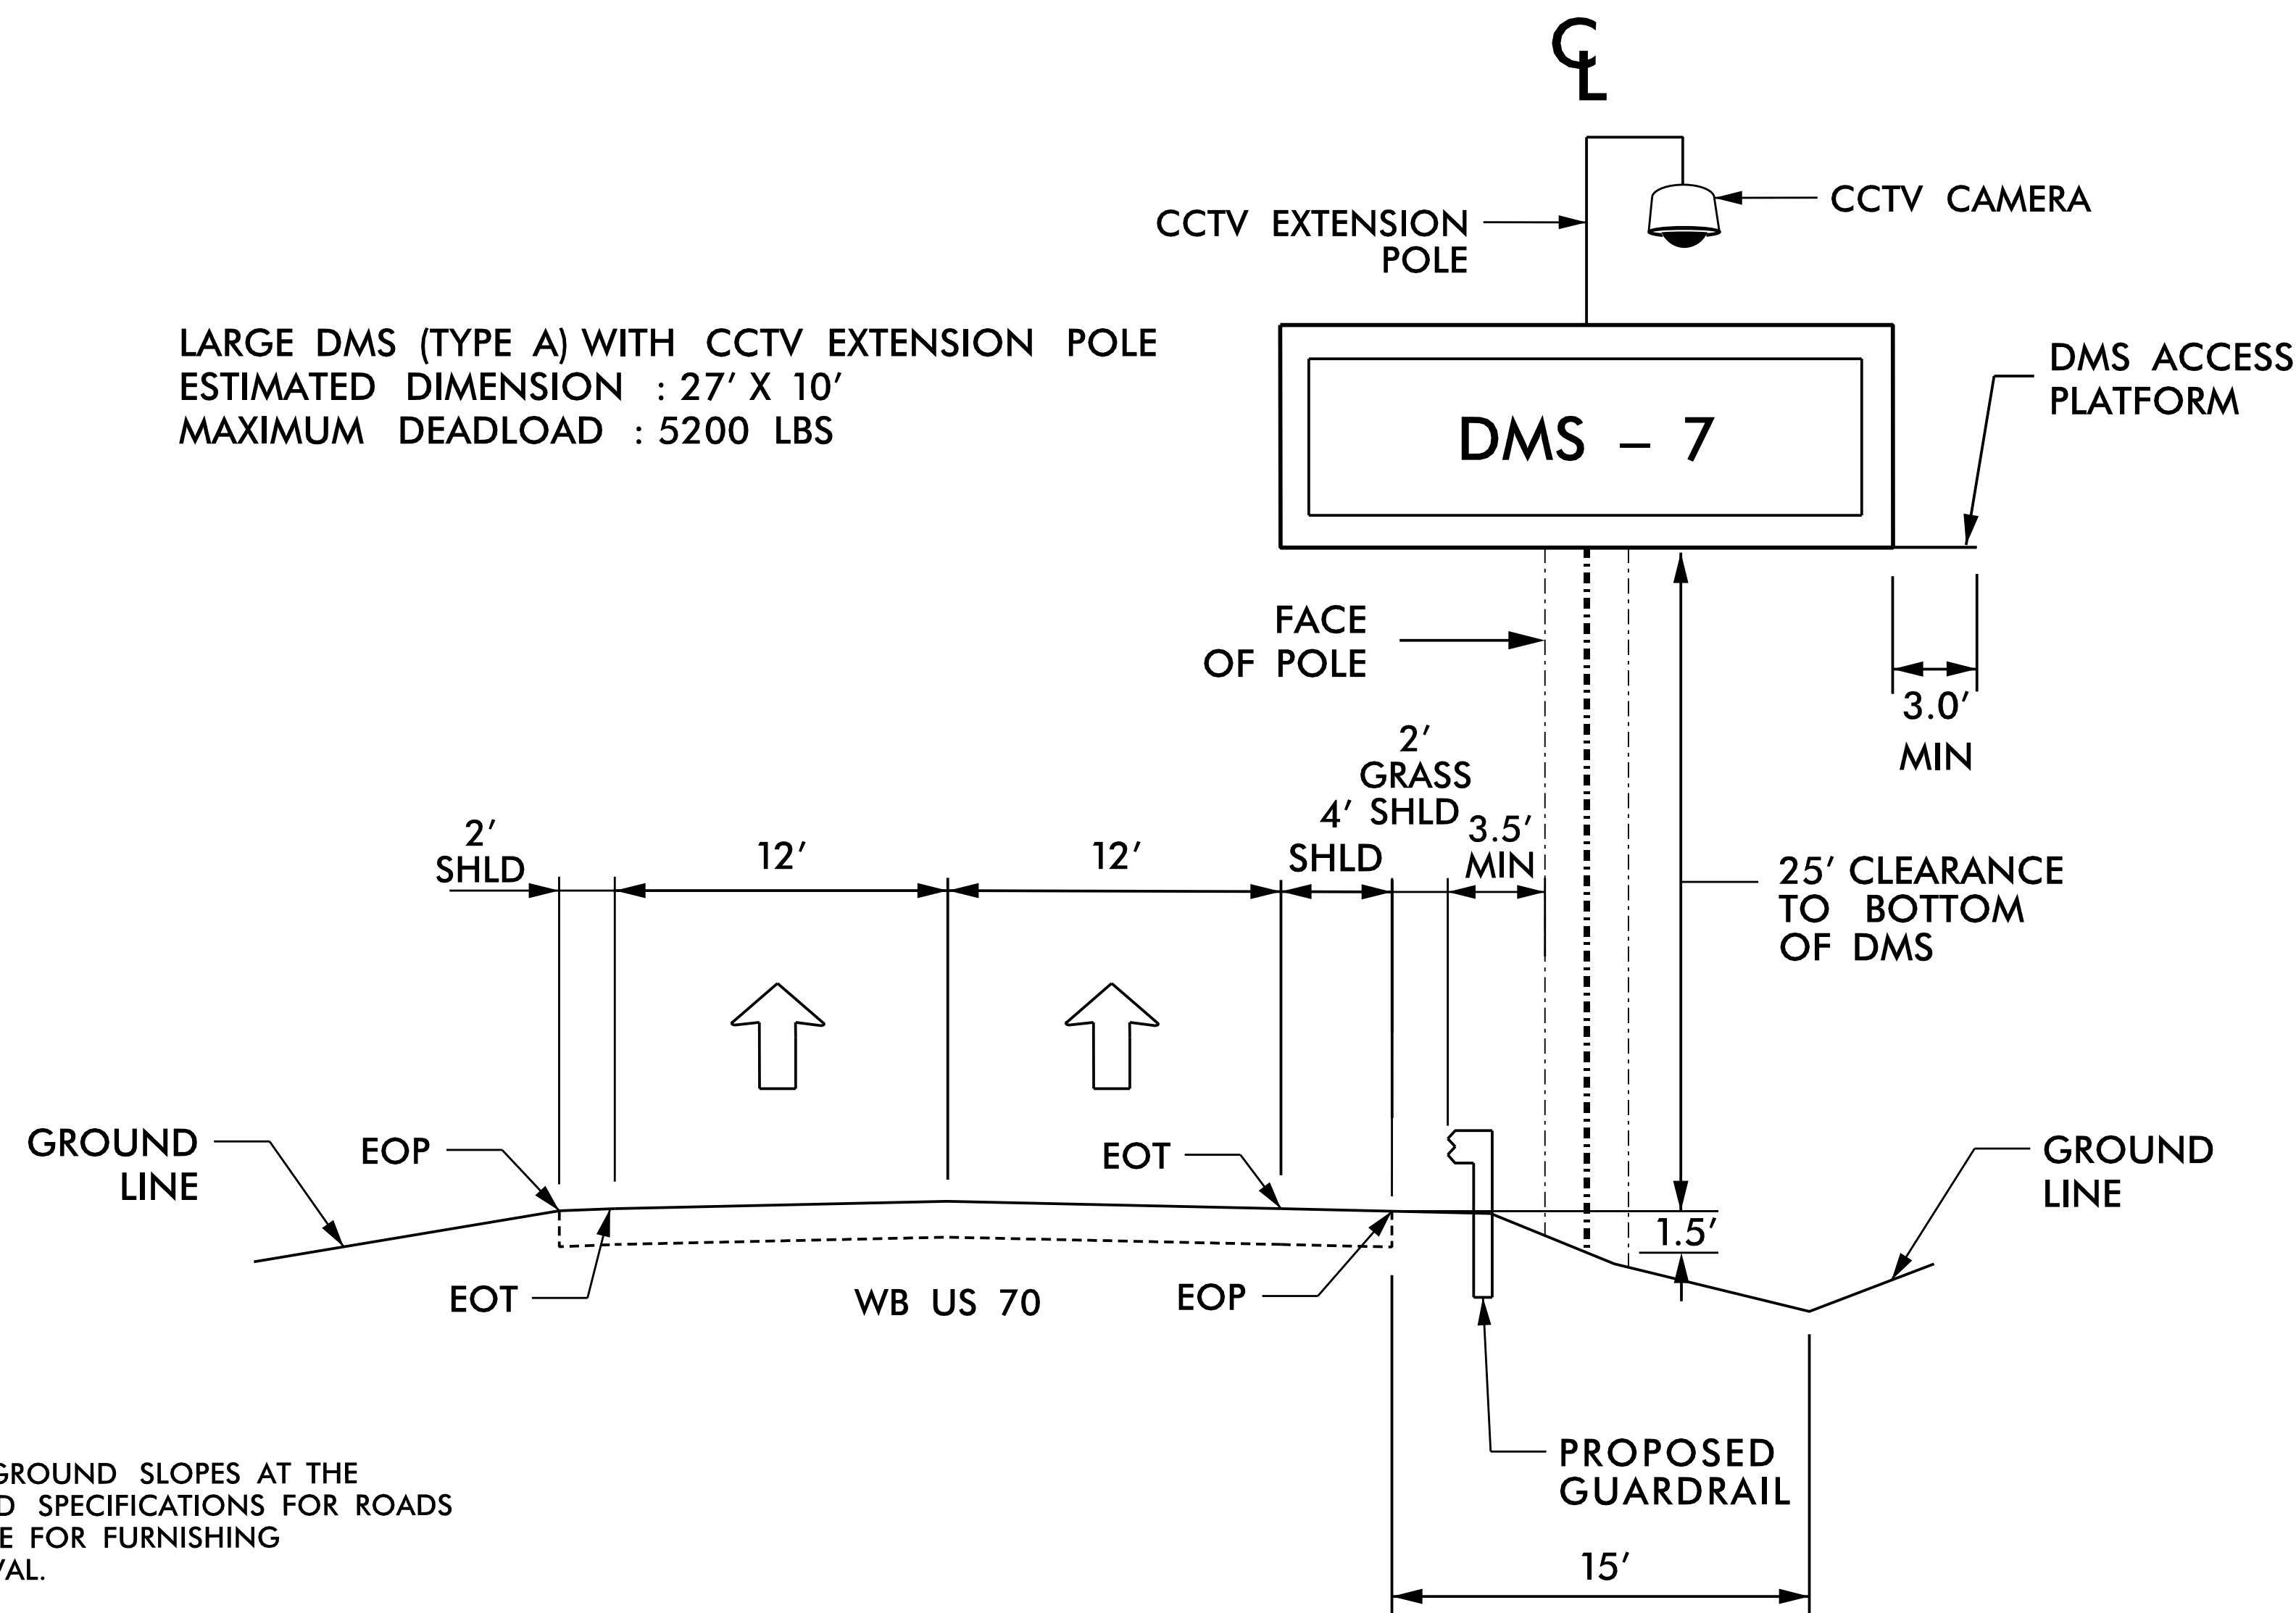 ℄
CCTV EXTENSION
POLE
CCTV CAMERA
LARGE DMS (TYPE A) WITH CCTV EXTENSION POLE
ESTIMATED DIMENSION : 27' X 10'
MAXIMUM DEADLOAD : 5200 LBS
DMS – 7
DMS ACCESS
PLATFORM
FACE
OF POLE
3.0'
MIN
2'
SHLD
12'
12'
4'
SHLD
2'
GRASS
SHLD
3.5'
MIN
25' CLEARANCE
TO BOTTOM
OF DMS
GROUND
LINE
EOP
EOT
GROUND
LINE
1.5'
EOT
WB US 70
EOP
PROPOSED
GUARDRAIL
15'
GROUND SLOPES AT THE
SPECIFICATIONS FOR ROADS
FOR FURNISHING